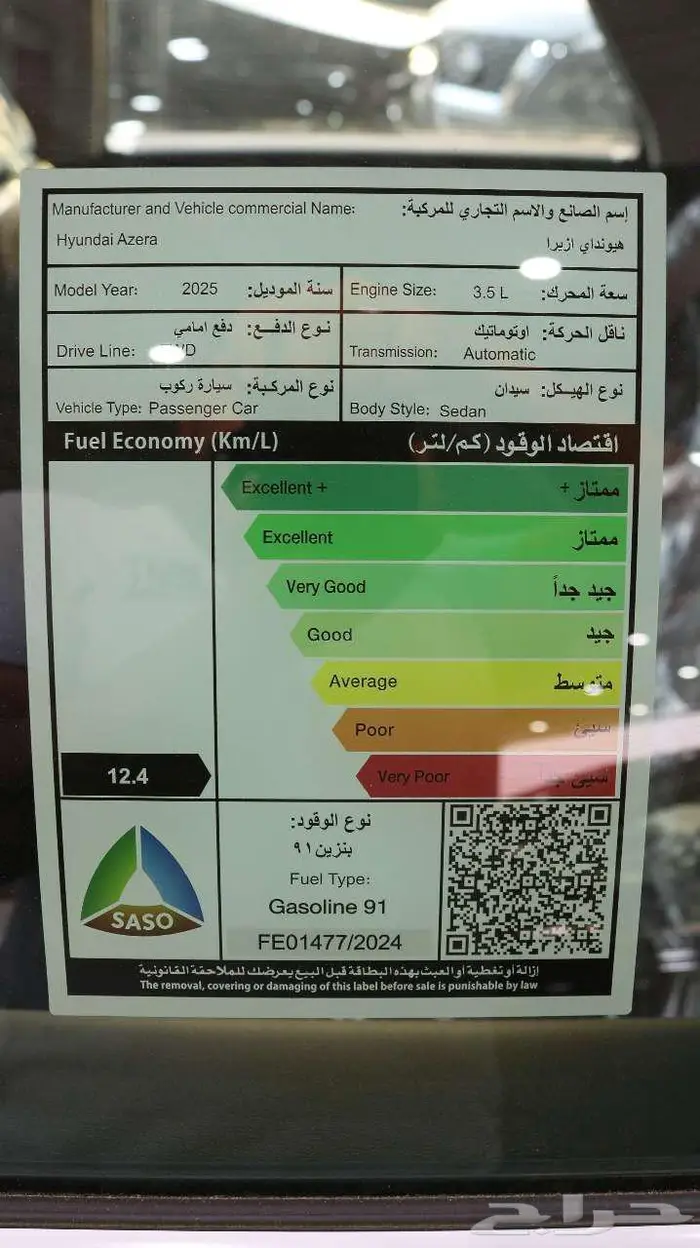 Manufacturer and Vehicle commercial Name: إسم الصانع والاسم التجاري للمركبة:
Hyundai Azera هيونداي ازيرا
Model Year: 2025 سنة الموديل:
Engine Size: 3.5 L سعة المحرك:
نوع الدفع: دفع امامي
Drive Line:
ناقل الحركة: اوتوماتيك
Transmission: Automatic
نوع المركبة: سيارة ركوب
Vehicle Type: Passenger Car
نوع الهيكل: سيدان
Body Style: Sedan
Fuel Economy (Km/L) اقتصاد الوقود (كم/لتر)
Excellent + ممتاز +
Excellent ممتاز
Very Good جيد جداً
Good جيد
Average متوسط
Poor سيئ
Very Poor سيئ جداً
12.4
SASO
نوع الوقود:
بنزين ٩١
Fuel Type:
Gasoline 91
FE01477/2024
إزالة أو تغطية أو العبث بهذه البطاقة قبل البيع يعرضك للملاحقة القانونية
The removal, covering or damaging of this label before sale is punishable by law
حراج